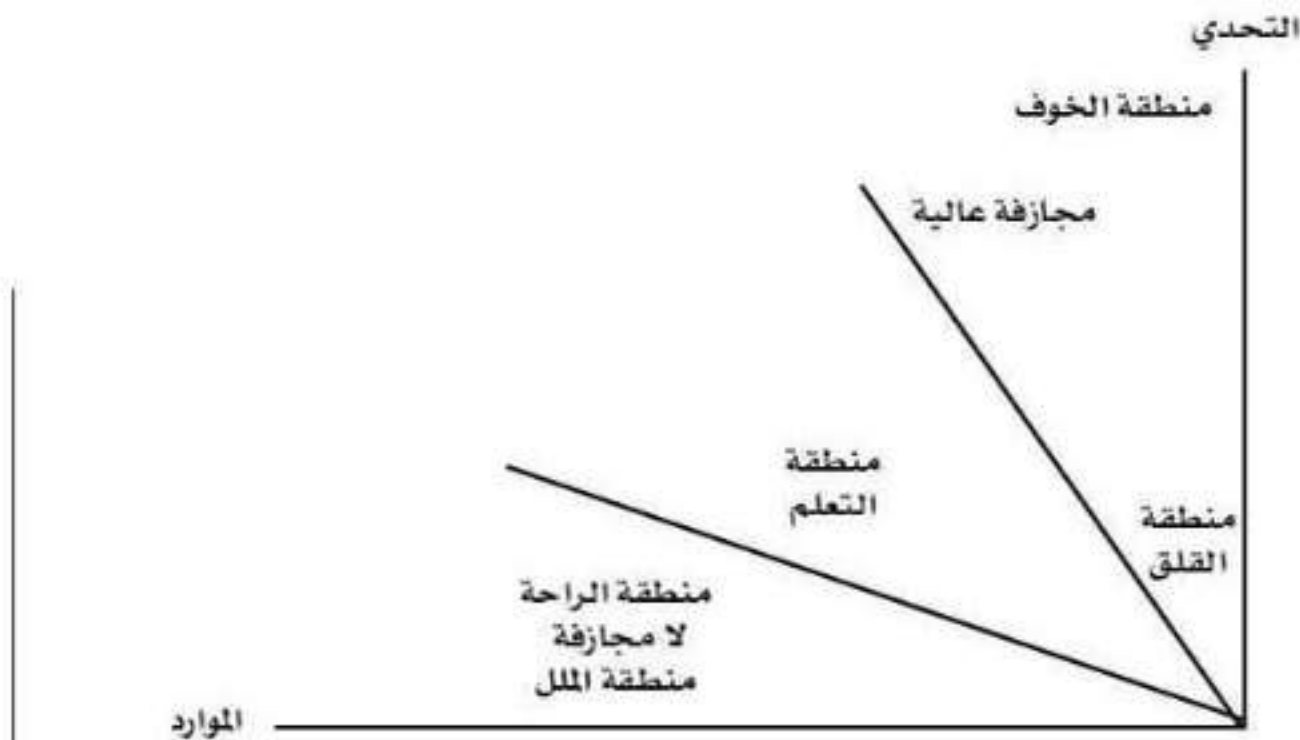 التحدي
منطقة الخوف
مجازفة عالية
منطقة
التعلم
منطقة
القلق
منطقة الراحة
لا مجازفة
منطقة الملل
الموارد